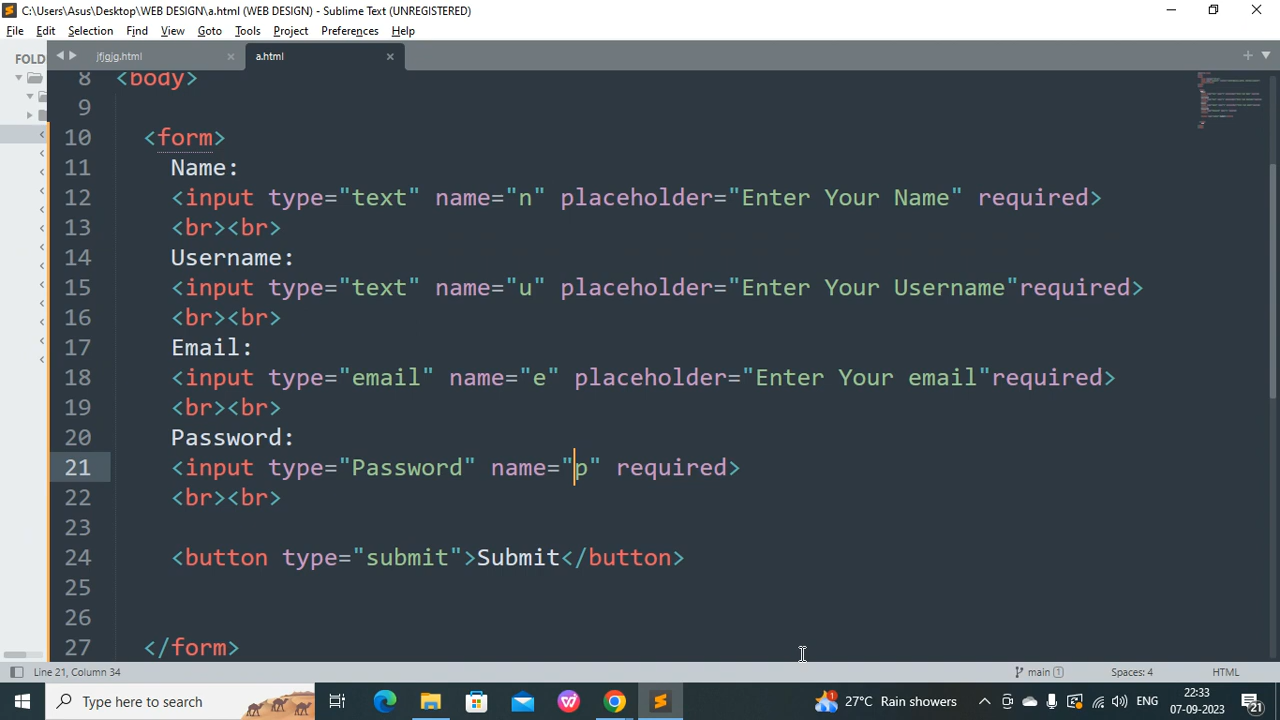 C:\Users\Asus\Desktop\WEB DESIGN\a.html (WEB DESIGN) - Sublime Text (UNREGISTERED)
File Edit Selection Find View Goto Tools Project Preferences Help
FOLD
jfjgjg.html
a.html
8 <body>
9
10 <form>
11 Name:
12 <input type="text" name="n" placeholder="Enter Your Name" required>
13 <br><br>
14 Username:
15 <input type="text" name="u" placeholder="Enter Your Username"required>
16 <br><br>
17 Email:
18 <input type="email" name="e" placeholder="Enter Your email"required>
19 <br><br>
20 Password:
21 <input type="Password" name="p" required>
22 <br><br>
23
24 <button type="submit">Submit</button>
25
26
27 </form>
Line 21, Column 34
main 1
Spaces: 4
HTML
Type here to search
1
27°C Rain showers
ENG
22:33
07-09-2023
21